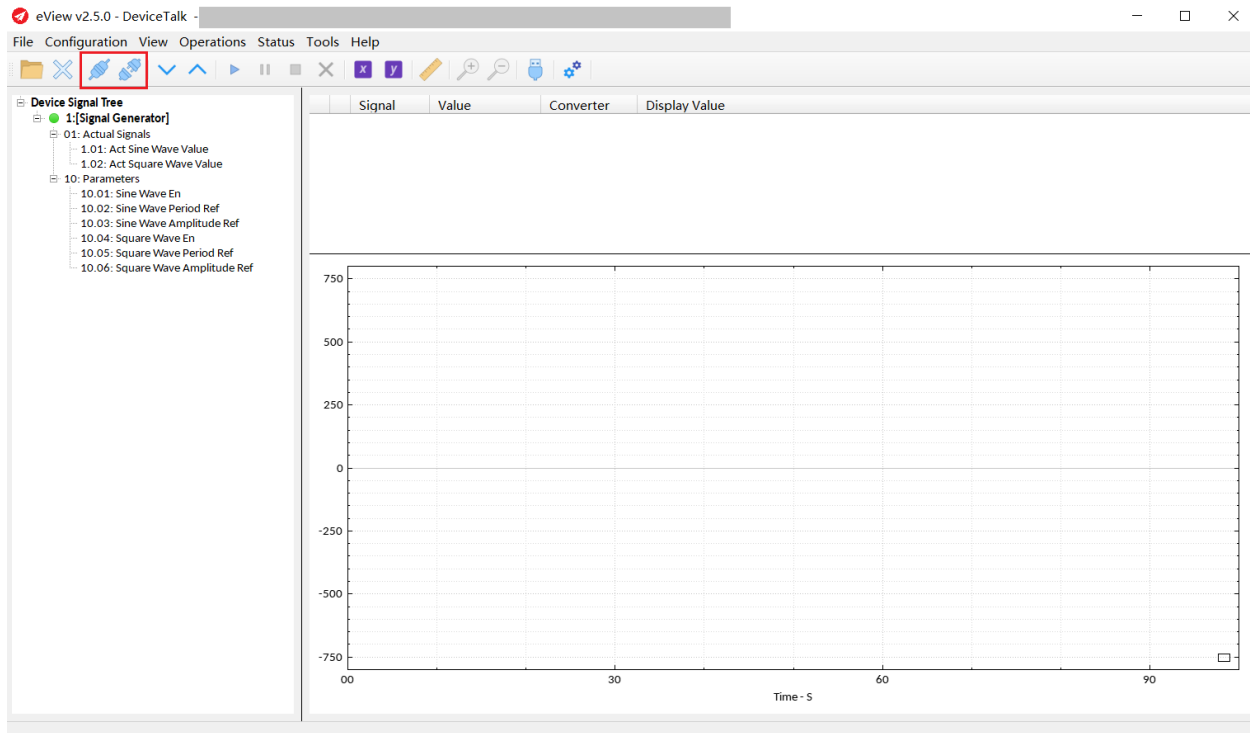 eView v2.5.0 - DeviceTalk -
File Configuration View Operations Status Tools Help
x y
Device Signal Tree
1:[Signal Generator]
01: Actual Signals
1.01: Act Sine Wave Value
1.02: Act Square Wave Value
10: Parameters
10.01: Sine Wave En
10.02: Sine Wave Period Ref
10.03: Sine Wave Amplitude Ref
10.04: Square Wave En
10.05: Square Wave Period Ref
10.06: Square Wave Amplitude Ref
Signal Value Converter Display Value
750
500
250
0
-250
-500
-750
00 30 60 90
Time - S